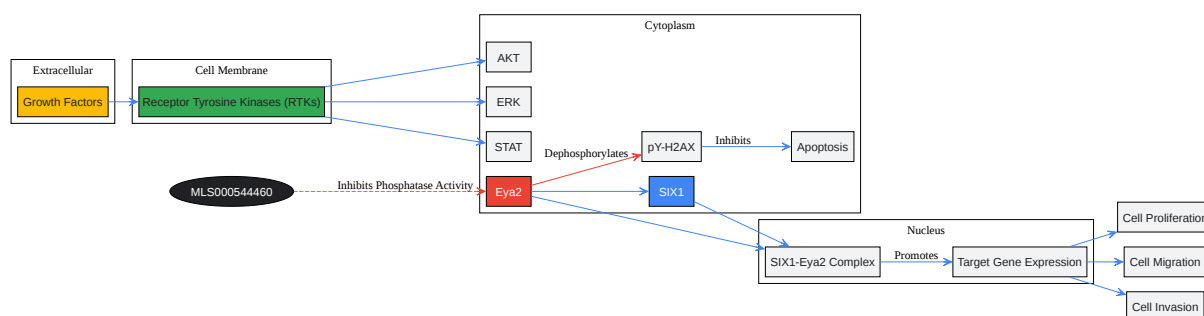 Cytoplasm
Extracellular
Cell Membrane
AKT
Growth Factors
Receptor Tyrosine Kinases (RTKs)
ERK
STAT
Dephosphorylates
pY-H2AX
Inhibits
Apoptosis
MLS000544460
Inhibits Phosphatase Activity
Eya2
SIX1
Nucleus
Cell Proliferation
SIX1-Eya2 Complex
Promotes
Target Gene Expression
Cell Migration
Cell Invasion